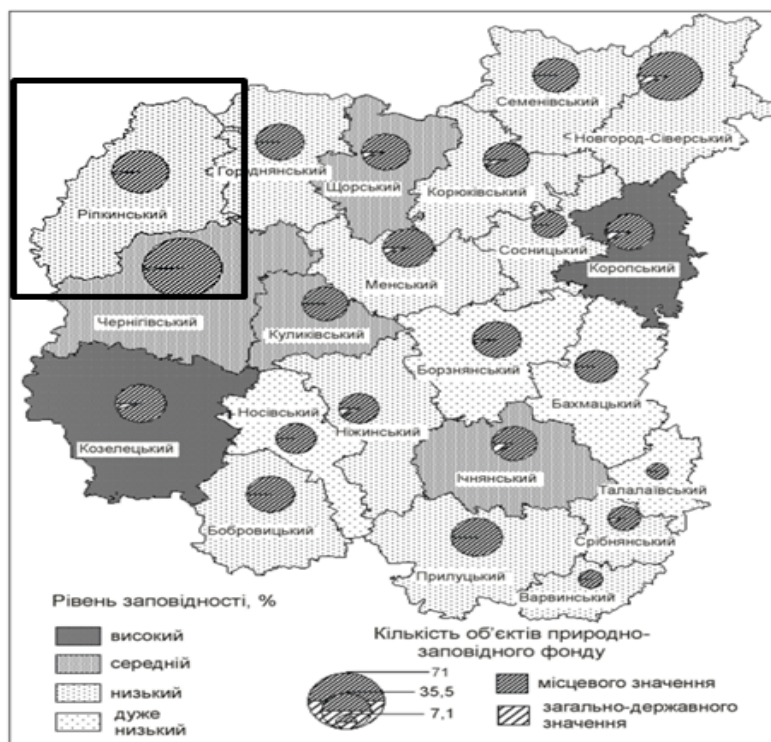 Семенівський
Новгород-Сіверський
Городнянський
Щорський
Корюківський
Ріпкинський
Сосницький
Коропський
Менський
Чернігівський
Куликівський
Борзнянський
Бахмацький
Носівський
Ніжинський
Козелецький
Ічнянський
Талалаївський
Бобровицький
Срібнянський
Прилуцький
Варвинський
Рівень заповідності, %
високий
середній
низький
дуже
низький
Кількість об'єктів природно-
заповідного фонду
71
35,5
7,1
місцевого значення
загально-державного
значення